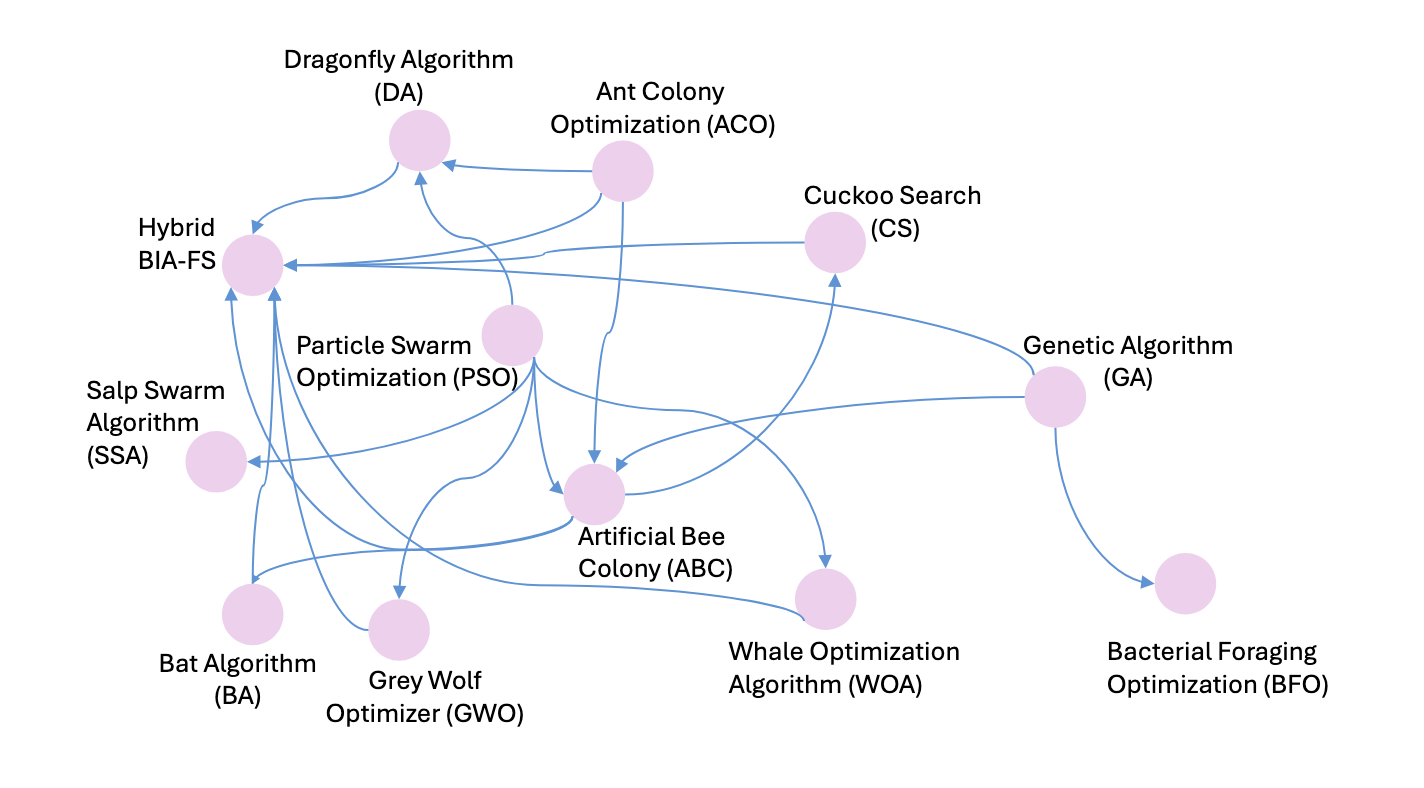 Dragonfly Algorithm
(DA)
Ant Colony
Optimization (ACO)
Cuckoo Search
(CS)
Hybrid
BIA-FS
Particle Swarm
Optimization (PSO)
Genetic Algorithm
(GA)
Salp Swarm
Algorithm
(SSA)
Artificial Bee
Colony (ABC)
Bat Algorithm
(BA)
Grey Wolf
Optimizer (GWO)
Whale Optimization
Algorithm (WOA)
Bacterial Foraging
Optimization (BFO)